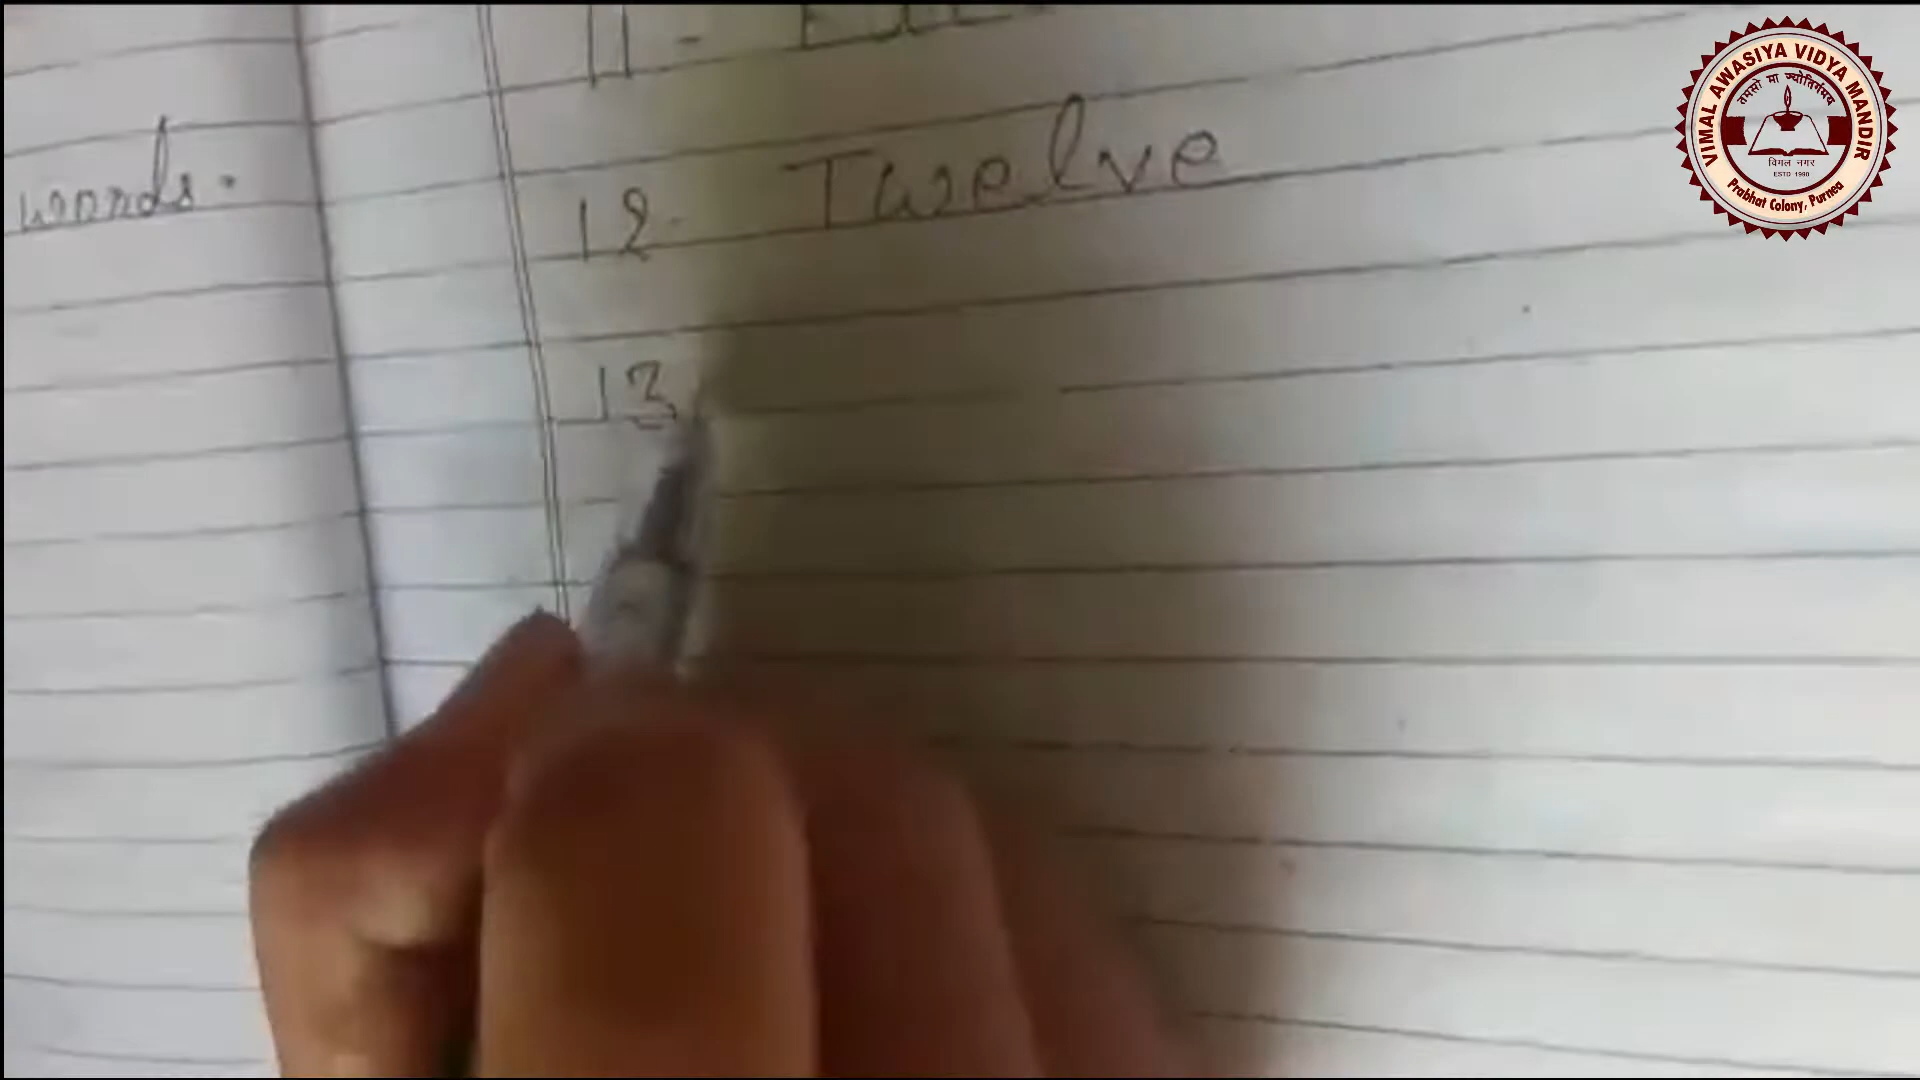 words.
11 -
12- Twelve
13
VIMAL AWASIYA VIDYA MANDIR
तमसो मा ज्योतिर्गमय
विमल नगर
ESTD 1990
Prabhat Colony, Purnea